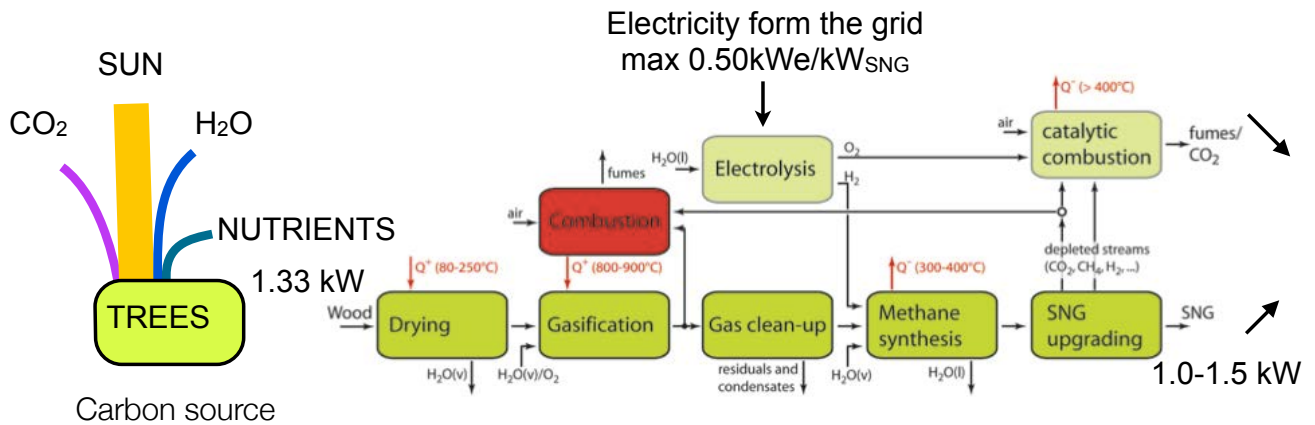 Electricity form the grid
max 0.50kWe/kWSNG
SUN
CO2
H2O
NUTRIENTS
1.33 kW
TREES
Carbon source
Q⁻ (> 400°C)
air
catalytic
combustion
fumes/
CO2
H2O(l)
Electrolysis
O2
H2
fumes
air
Combustion
depleted streams
(CO2, CH4, H2, ...)
Q⁺ (80-250°C)
Q⁺ (800-900°C)
Q⁻ (300-400°C)
Wood
Drying
Gasification
Gas clean-up
Methane
synthesis
SNG
upgrading
SNG
H2O(v)
H2O(v)/O2
residuals and
condensates
H2O(v)
H2O(l)
1.0-1.5 kW